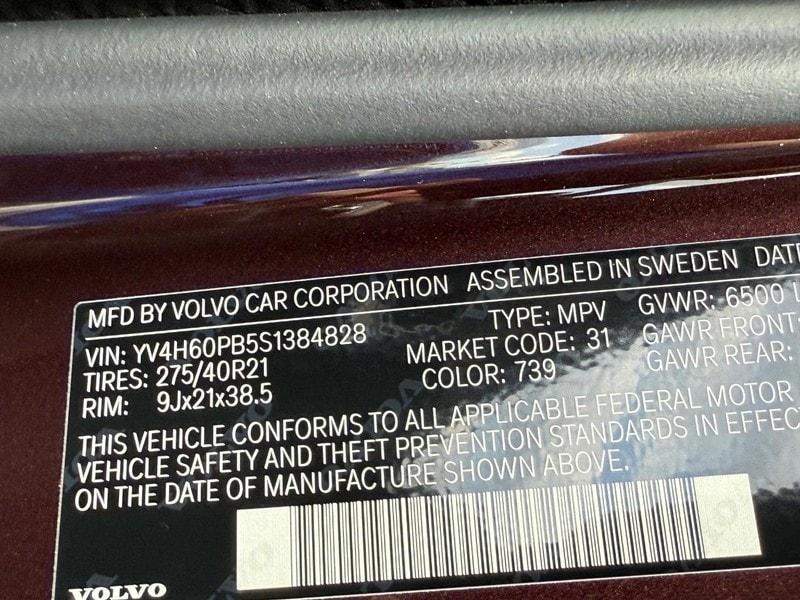 MFD BY VOLVO CAR CORPORATION ASSEMBLED IN SWEDEN
VIN: YV4H60PB5S1384828 TYPE: MPV GVWR: 6500
TIRES: 275/40R21 MARKET CODE: 31 GAWR FRONT:
RIM: 9Jx21x38.5 COLOR: 739 GAWR REAR:
THIS VEHICLE CONFORMS TO ALL APPLICABLE FEDERAL MOTOR
VEHICLE SAFETY AND THEFT PREVENTION STANDARDS IN EFFEC
ON THE DATE OF MANUFACTURE SHOWN ABOVE.
VOLVO